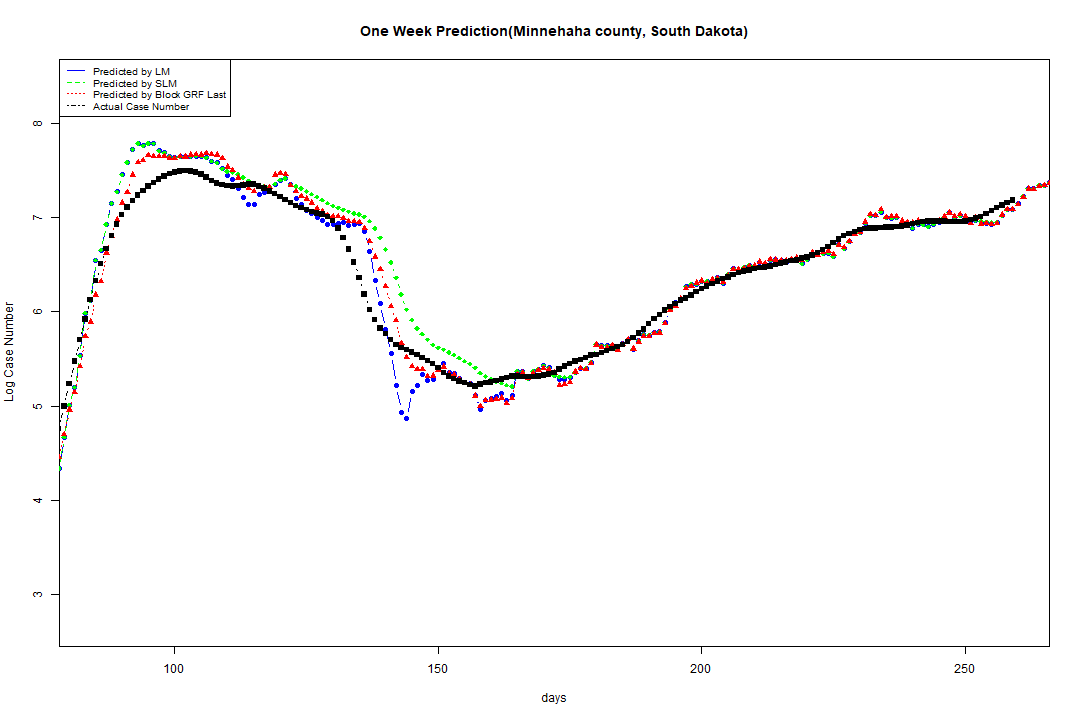 One Week Prediction(Minnehaha county, South Dakota)
Predicted by LM
Predicted by SLM
Predicted by Block GRF Last
Actual Case Number
Log Case Number
8
7
6
5
4
3
100 150 200 250
days